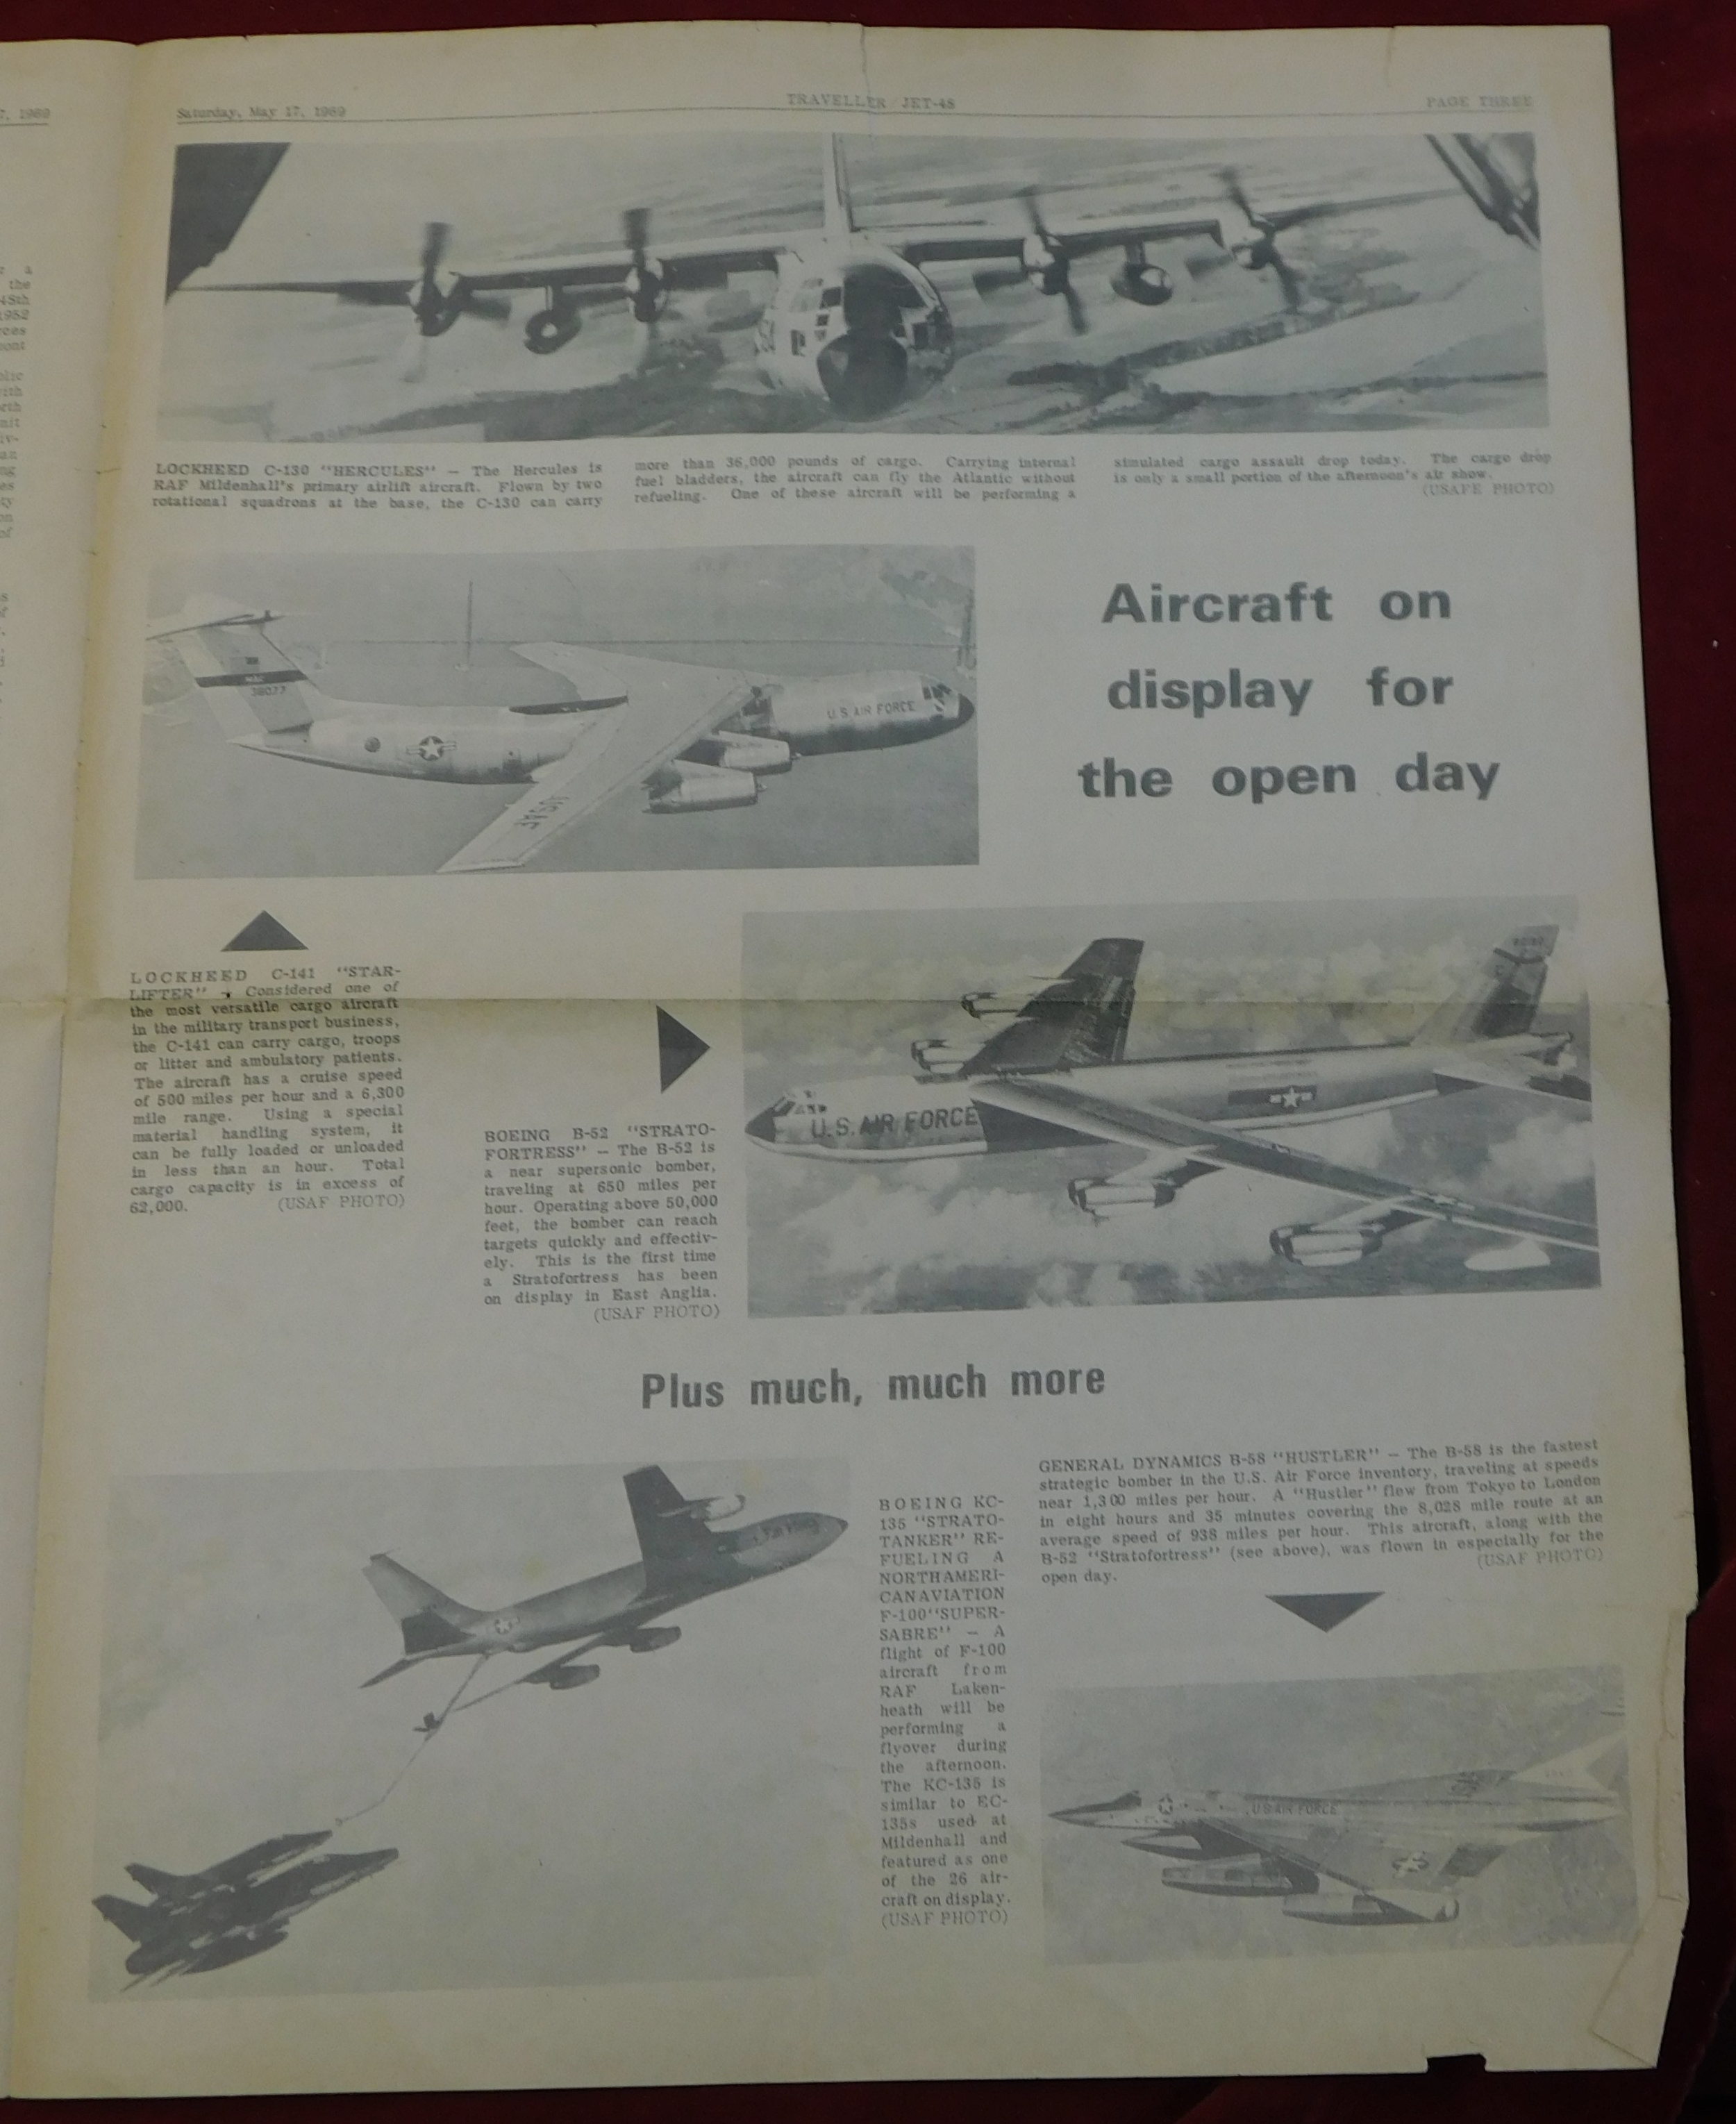 7, 1969
Saturday, May 17, 1969
TRAVELLER / JET-48
PAGE THREE
a
the
48th
1952
LOCKHEED C-130 "HERCULES" — The Hercules is
RAF Mildenhall's primary airlift aircraft. Flown by two
rotational squadrons at the base, the C-130 can carry
more than 36,000 pounds of cargo. Carrying internal
fuel bladders, the aircraft can fly the Atlantic without
refueling. One of these aircraft will be performing a
simulated cargo assault drop today. The cargo drop
is only a small portion of the afternoon's air show.
(USAFE PHOTO)
MAC
38077
U.S. AIR FORCE
USAF
Aircraft on
display for
the open day
LOCKHEED C-141 "STAR-
LIFTER" — Considered one of
the most versatile cargo aircraft
in the military transport business,
the C-141 can carry cargo, troops
or litter and ambulatory patients.
The aircraft has a cruise speed
of 500 miles per hour and a 6,300
mile range. Using a special
material handling system, it
can be fully loaded or unloaded
in less than an hour. Total
cargo capacity is in excess of
62,000. (USAF PHOTO)
BOEING B-52 "STRATO-
FORTRESS" — The B-52 is
a near supersonic bomber,
traveling at 650 miles per
hour. Operating above 50,000
feet, the bomber can reach
targets quickly and effectiv-
ely. This is the first time
a Stratofortress has been
on display in East Anglia.
(USAF PHOTO)
U.S. AIR FORCE
Plus much, much more
BOEING KC-
135 "STRATO-
TANKER" RE-
FUELING A
NORTH AMERI-
CAN AVIATION
F-100 "SUPER-
SABRE" — A
flight of F-100
aircraft from
RAF Laken-
heath will be
performing a
flyover during
the afternoon.
The KC-135 is
similar to EC-
135s used at
Mildenhall and
featured as one
of the 26 air-
craft on display.
(USAF PHOTO)
GENERAL DYNAMICS B-58 "HUSTLER" — The B-58 is the fastest
strategic bomber in the U.S. Air Force inventory, traveling at speeds
near 1,300 miles per hour. A "Hustler" flew from Tokyo to London
in eight hours and 35 minutes covering the 8,028 mile route at an
average speed of 938 miles per hour. This aircraft, along with the
B-52 "Stratofortress" (see above), was flown in especially for the
open day. (USAF PHOTO)
U.S. AIR FORCE